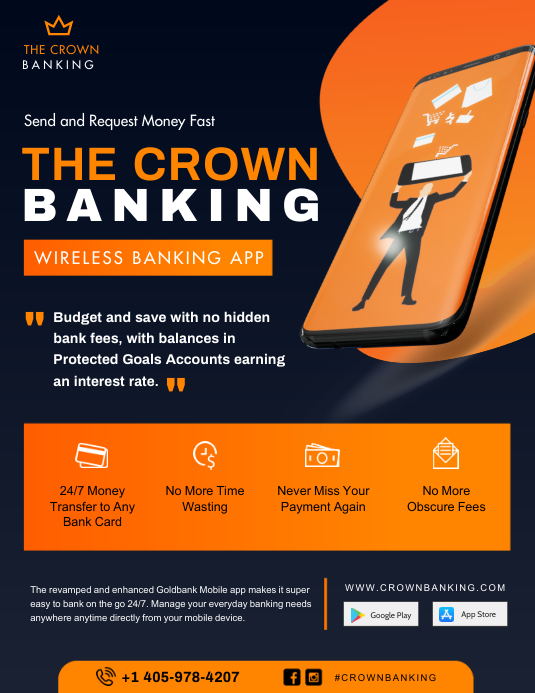 THE CROWN
BANKING
Send and Request Money Fast
THE CROWN
BANKING
WIRELESS BANKING APP
Budget and save with no hidden
bank fees, with balances in
Protected Goals Accounts earning
an interest rate.
24/7 Money
Transfer to Any
Bank Card
No More Time
Wasting
Never Miss Your
Payment Again
No More
Obscure Fees
The revamped and enhanced Goldbank Mobile app makes it super
easy to bank on the go 24/7. Manage your everyday banking needs
anywhere anytime directly from your mobile device.
WWW.CROWNBANKING.COM
Google Play
App Store
+1 405-978-4207
#CROWNBANKING